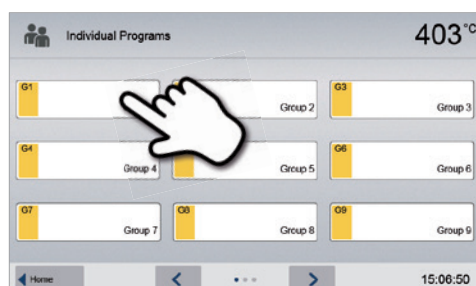 Individual Programs
403°C
G1
Group 2
G3
Group 3
G4
Group 4
Group 5
G6
Group 6
G7
Group 7
G8
Group 8
G9
Group 9
Home
15:06:50